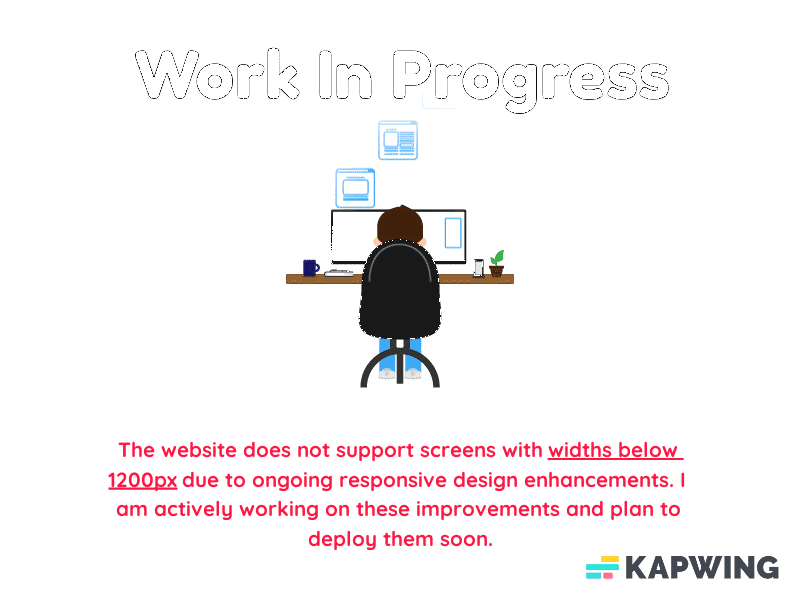 Work In Progress
The website does not support screens with widths below
1200px due to ongoing responsive design enhancements. I
am actively working on these improvements and plan to
deploy them soon.
KAPWING